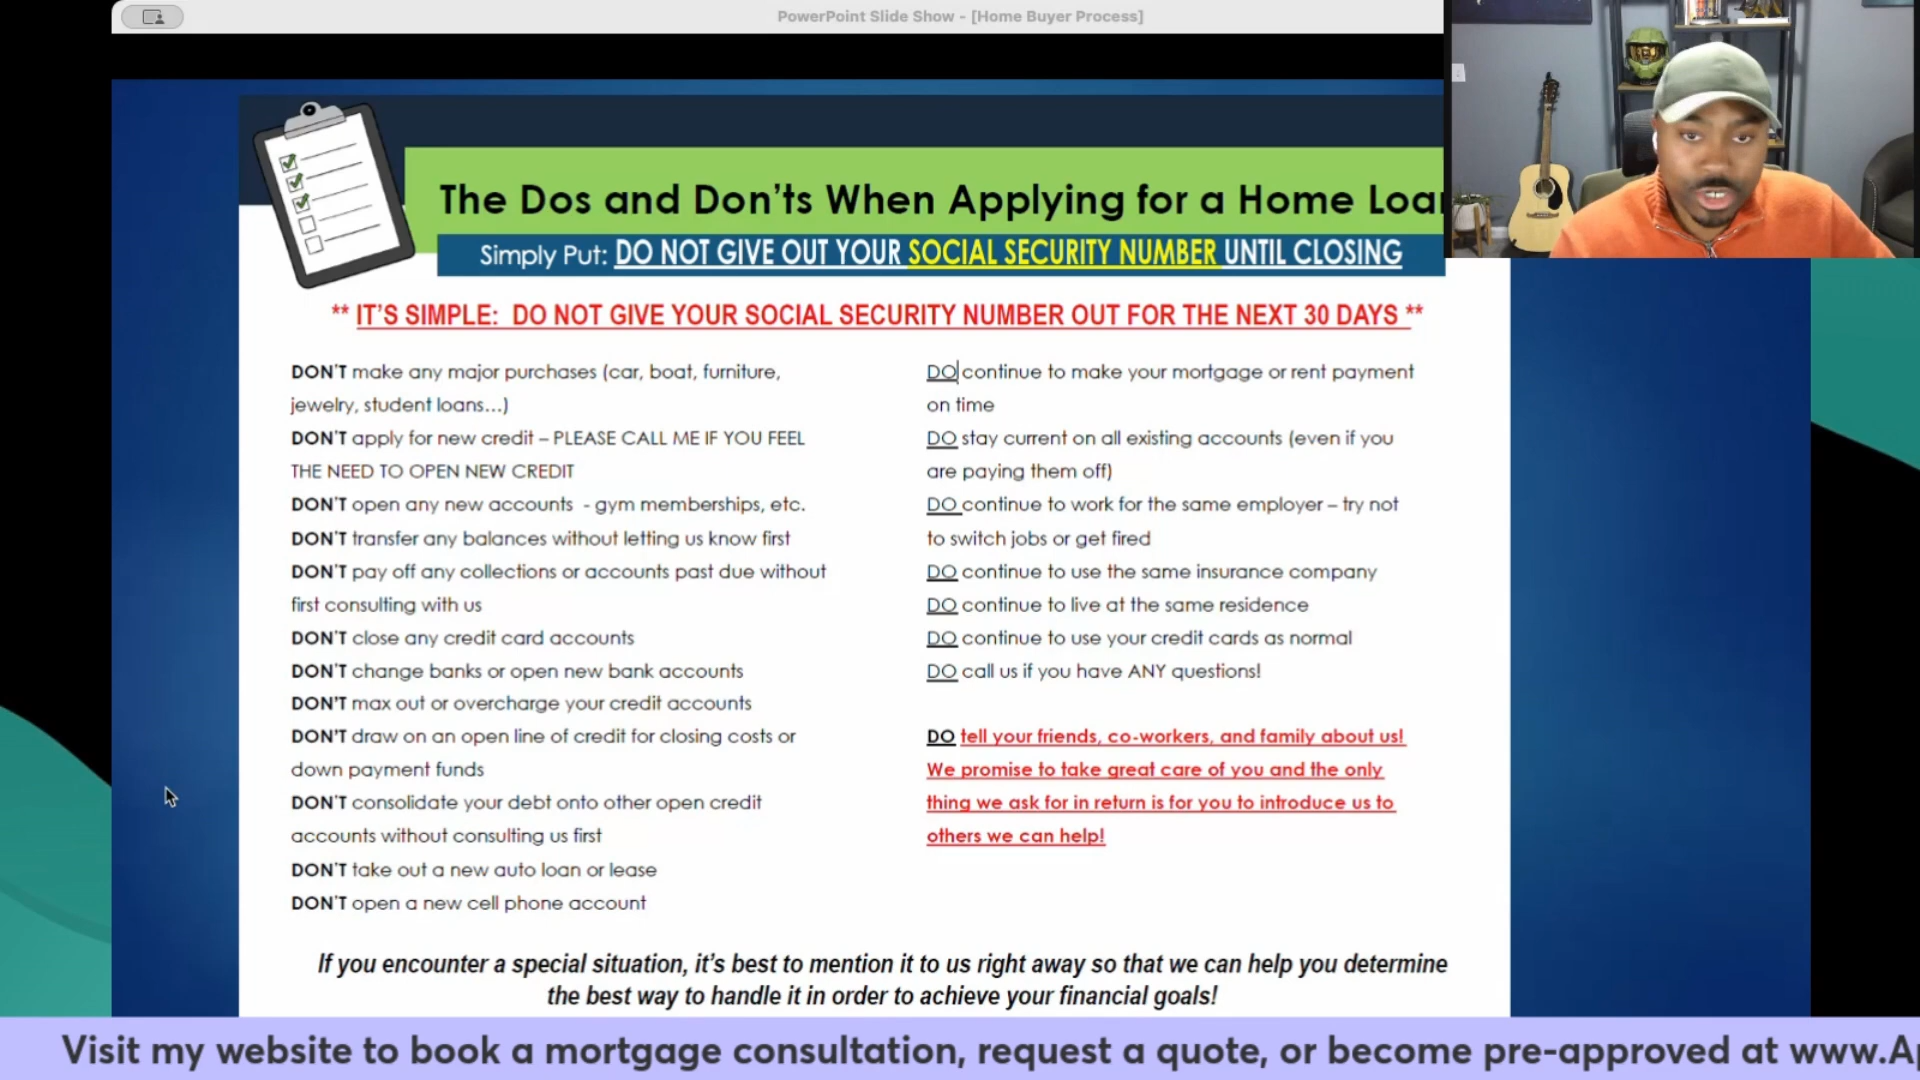 PowerPoint Slide Show - [Home Buyer Process]
The Dos and Don'ts When Applying for a Home Loa
Simply Put: DO NOT GIVE OUT YOUR SOCIAL SECURITY NUMBER UNTIL CLOSING
** IT'S SIMPLE: DO NOT GIVE YOUR SOCIAL SECURITY NUMBER OUT FOR THE NEXT 30 DAYS **
DON'T make any major purchases (car, boat, furniture,
jewelry, student loans...)
DON'T apply for new credit – PLEASE CALL ME IF YOU FEEL
THE NEED TO OPEN NEW CREDIT
DON'T open any new accounts - gym memberships, etc.
DON'T transfer any balances without letting us know first
DON'T pay off any collections or accounts past due without
first consulting with us
DON'T close any credit card accounts
DON'T change banks or open new bank accounts
DON'T max out or overcharge your credit accounts
DON'T draw on an open line of credit for closing costs or
down payment funds
DON'T consolidate your debt onto other open credit
accounts without consulting us first
DON'T take out a new auto loan or lease
DON'T open a new cell phone account
DO continue to make your mortgage or rent payment
on time
DO stay current on all existing accounts (even if you
are paying them off)
DO continue to work for the same employer – try not
to switch jobs or get fired
DO continue to use the same insurance company
DO continue to live at the same residence
DO continue to use your credit cards as normal
DO call us if you have ANY questions!
DO tell your friends, co-workers, and family about us!
We promise to take great care of you and the only
thing we ask for in return is for you to introduce us to
others we can help!
If you encounter a special situation, it's best to mention it to us right away so that we can help you determine
the best way to handle it in order to achieve your financial goals!
Visit my website to book a mortgage consultation, request a quote, or become pre-approved at www.Ap